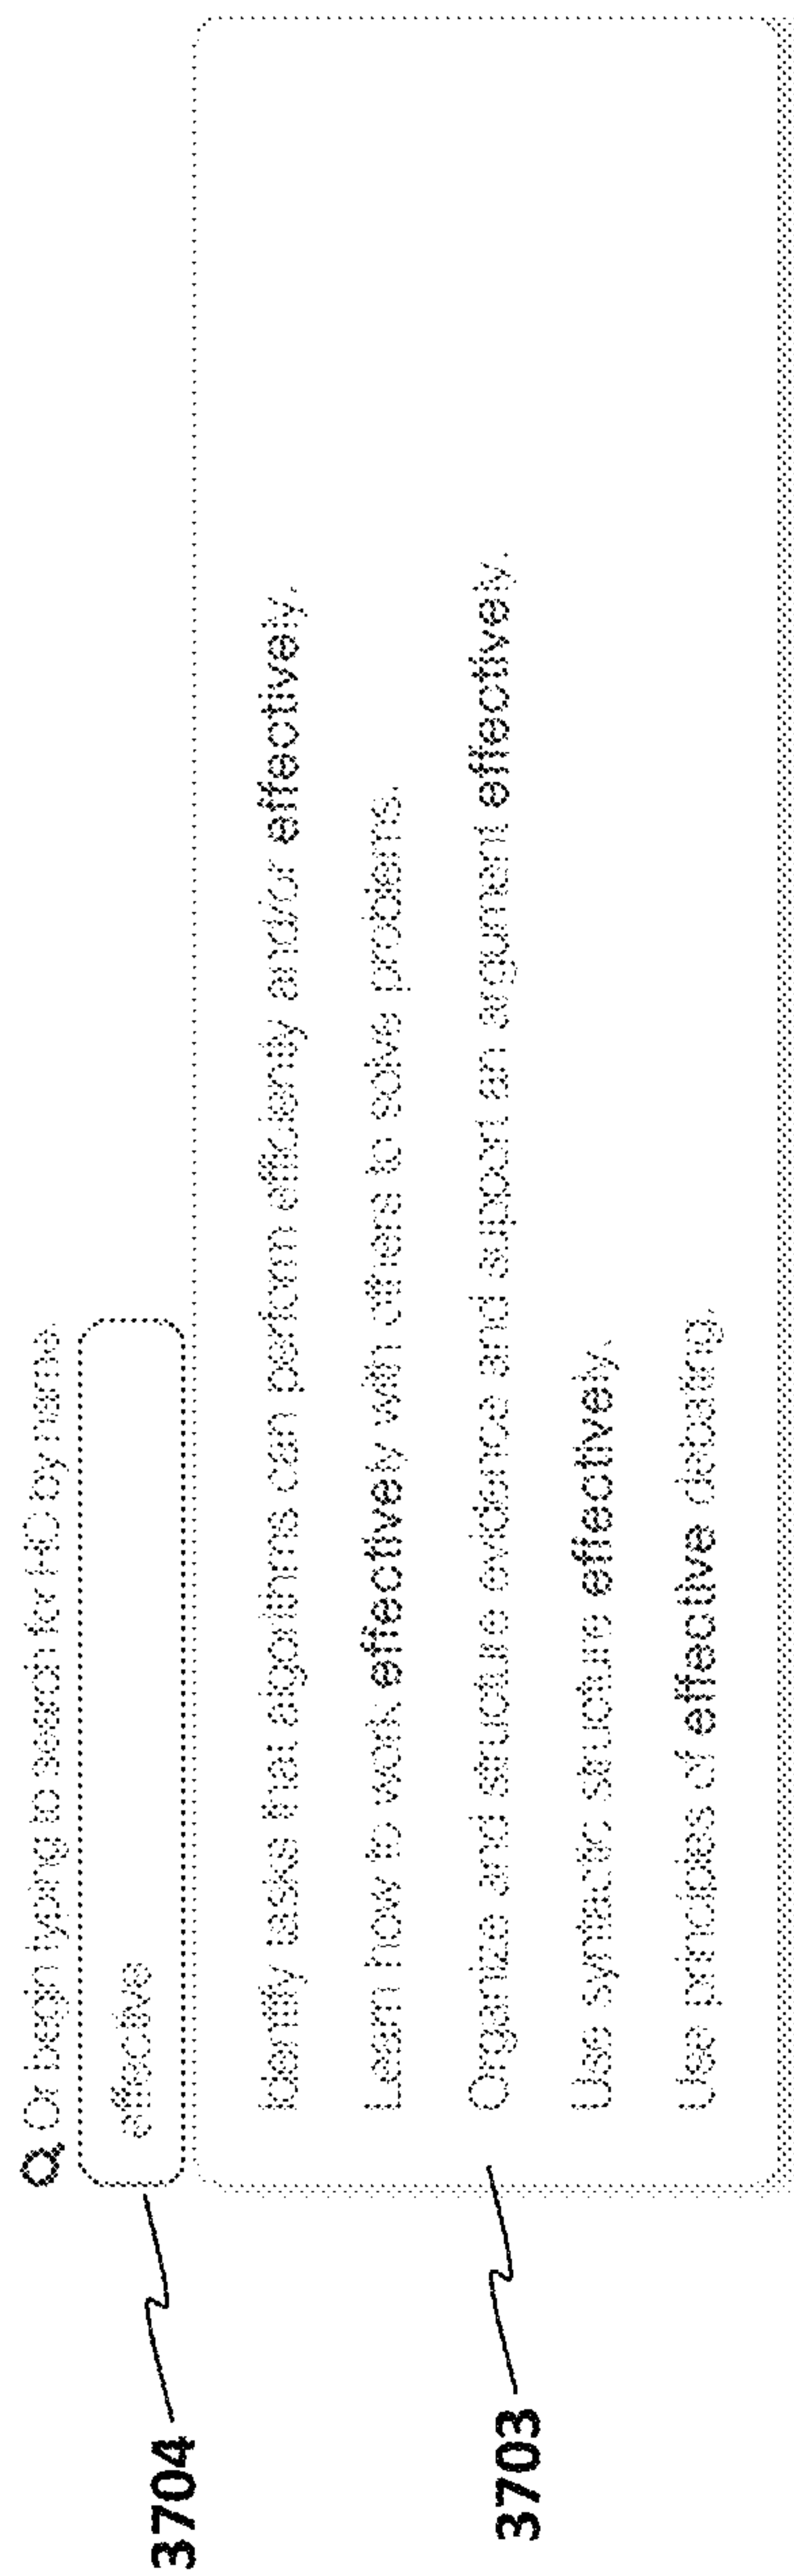 Or begin typing to search for HC by name.
effective
Identify tasks that algorithms can perform efficiently and/or effectively.
Learn how to work effectively with others to solve problems.
Organize and structure evidence and support an argument effectively.
Use syntactic structure effectively.
Use principles of effective debating.
3704
3703